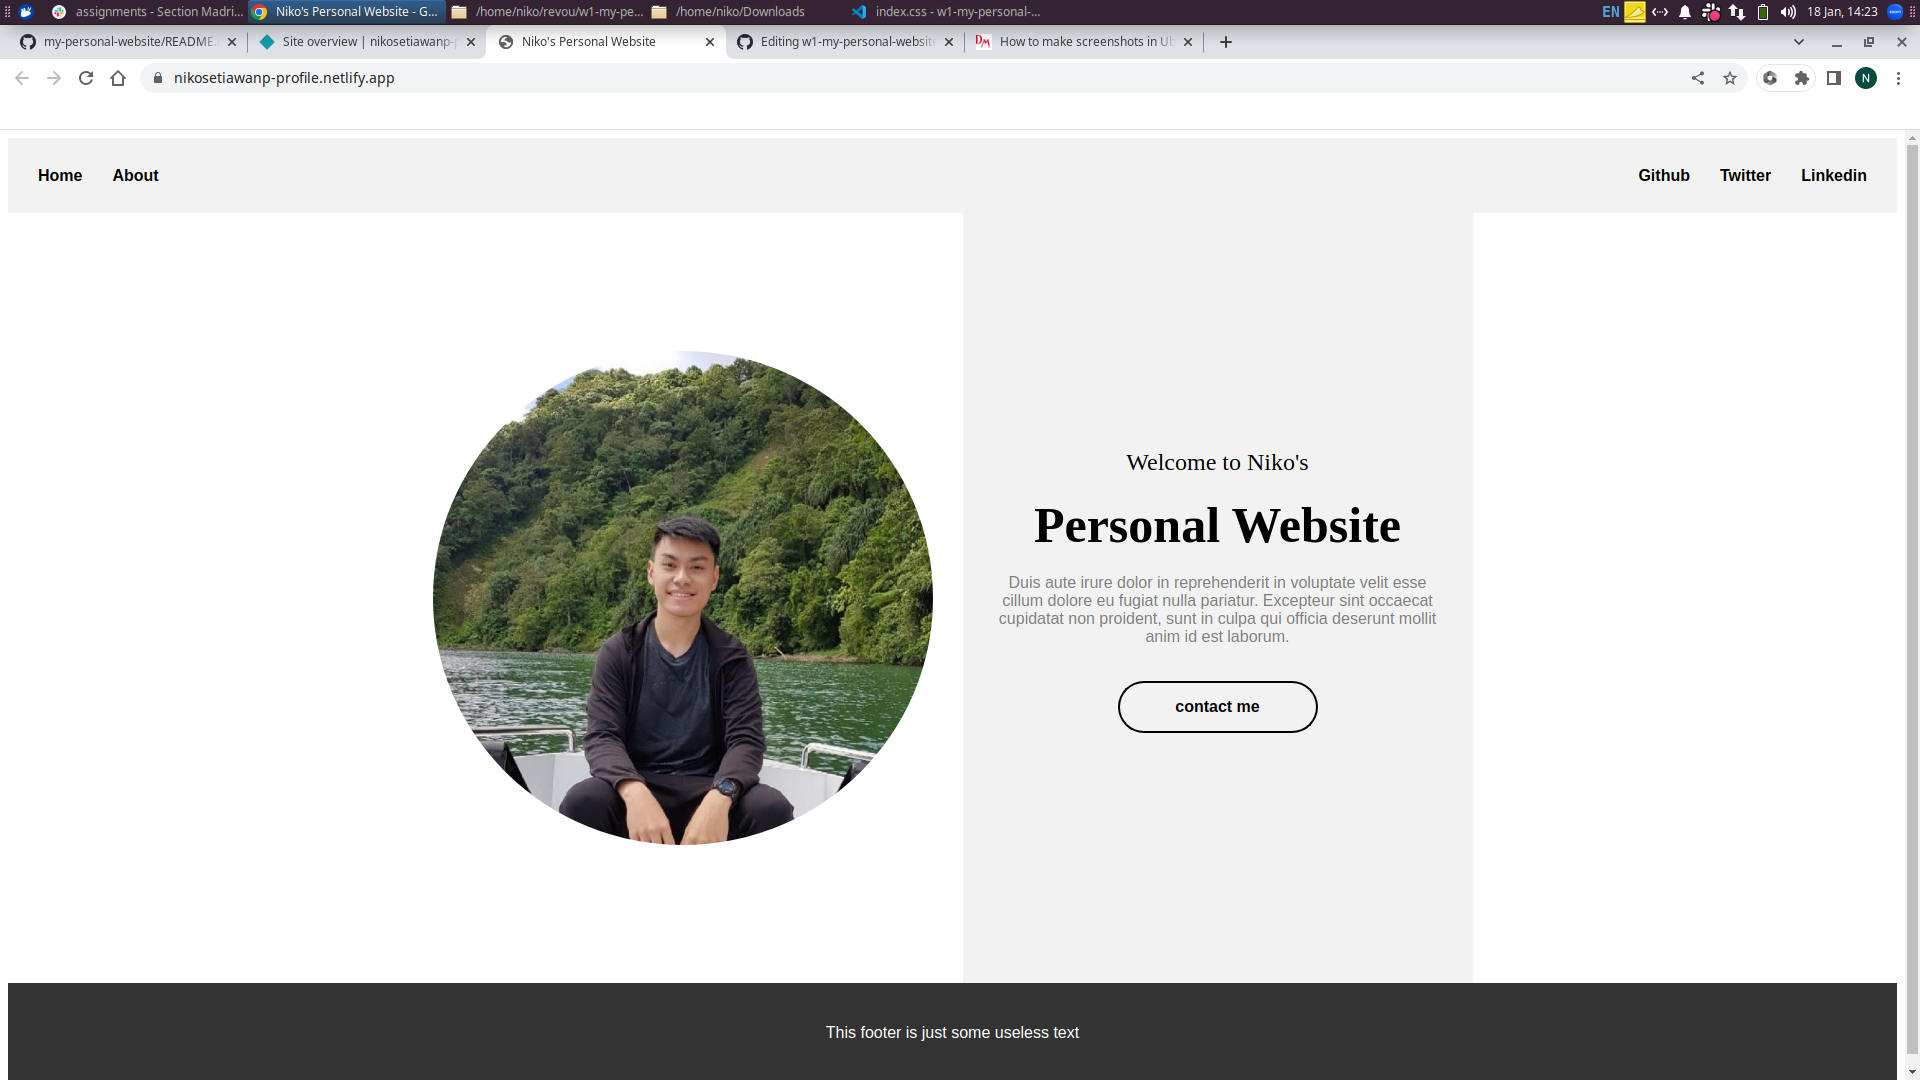 assignments - Section Madri...
Niko's Personal Website - G...
/home/niko/revou/w1-my-pe...
/home/niko/Downloads
index.css - w1-my-personal-...
EN
18 Jan, 14:23
my-personal-website/README.
Site overview | nikosetiawanp-p
Niko's Personal Website
Editing w1-my-personal-website
DM
How to make screenshots in Ub
nikosetiawanp-profile.netlify.app
N
Home
About
Github
Twitter
Linkedin
Welcome to Niko's
Personal Website
Duis aute irure dolor in reprehenderit in voluptate velit esse
cillum dolore eu fugiat nulla pariatur. Excepteur sint occaecat
cupidatat non proident, sunt in culpa qui officia deserunt mollit
anim id est laborum.
contact me
This footer is just some useless text